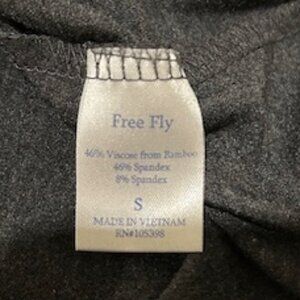 Free Fly
46% Viscose from Bamboo
46% Spandex
8% Spandex
S
MADE IN VIETNAM
RN#105398